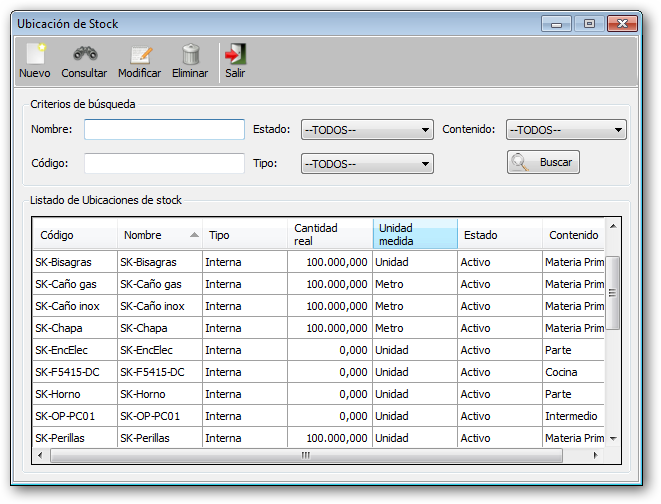 Ubicación de Stock
Nuevo Consultar Modificar Eliminar Salir
Criterios de búsqueda
Nombre: Estado: --TODOS-- Contenido: --TODOS--
Código: Tipo: --TODOS-- Buscar
Listado de Ubicaciones de stock
Código Nombre Tipo Cantidad real Unidad medida Estado Contenido
SK-Bisagras SK-Bisagras Interna 100.000,000 Unidad Activo Materia Prim
SK-Caño gas SK-Caño gas Interna 100.000,000 Metro Activo Materia Prim
SK-Caño inox SK-Caño inox Interna 100.000,000 Metro Activo Materia Prim
SK-Chapa SK-Chapa Interna 100.000,000 Metro Activo Materia Prim
SK-EncElec SK-EncElec Interna 0,000 Unidad Activo Parte
SK-F5415-DC SK-F5415-DC Interna 0,000 Unidad Activo Cocina
SK-Horno SK-Horno Interna 0,000 Unidad Activo Parte
SK-OP-PC01 SK-OP-PC01 Interna 0,000 Unidad Activo Intermedio
SK-Perillas SK-Perillas Interna 100.000,000 Unidad Activo Materia Prim